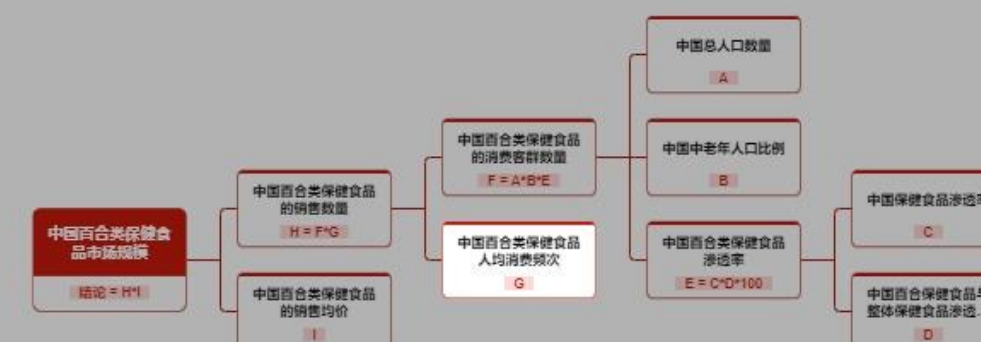 中国总人口数量
A
中国百合类保健食品
的消费客群数量
F = A*B*E
中国中老年人口比例
B
中国百合类保健食品
的销售数量
H = F*G
中国保健食品渗透率
C
中国百合类保健食
品市场规模
结论 = H*I
中国百合类保健食品
人均消费频次
G
中国百合类保健食品
渗透率
E = C*D*100
中国百合类保健食品
的销售均价
I
中国百合保健食品与
整体保健食品渗透...
D